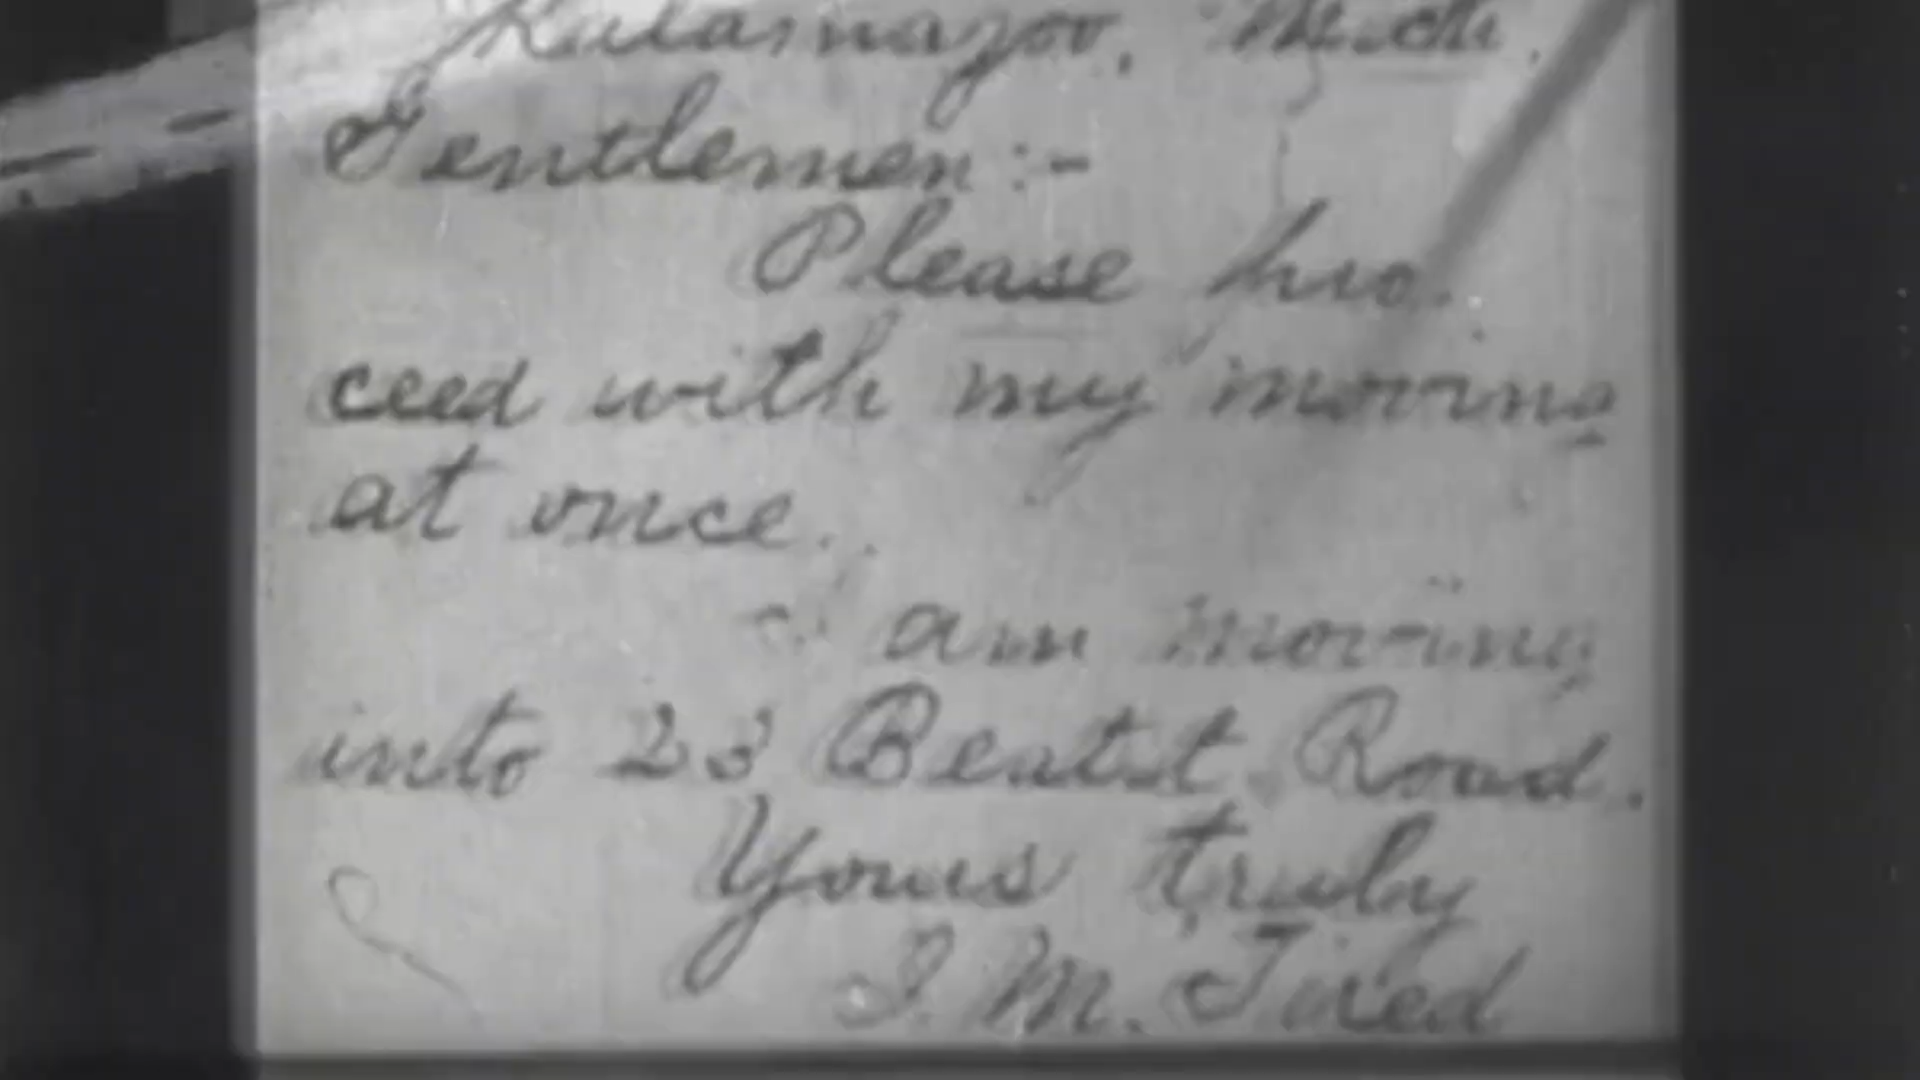 Kalamazoo, Mich.
Gentlemen:-
Please pro-
ceed with my moving
at once.
I am moving
into 23 Beatit Road.
Yours truly
I. M. Tired